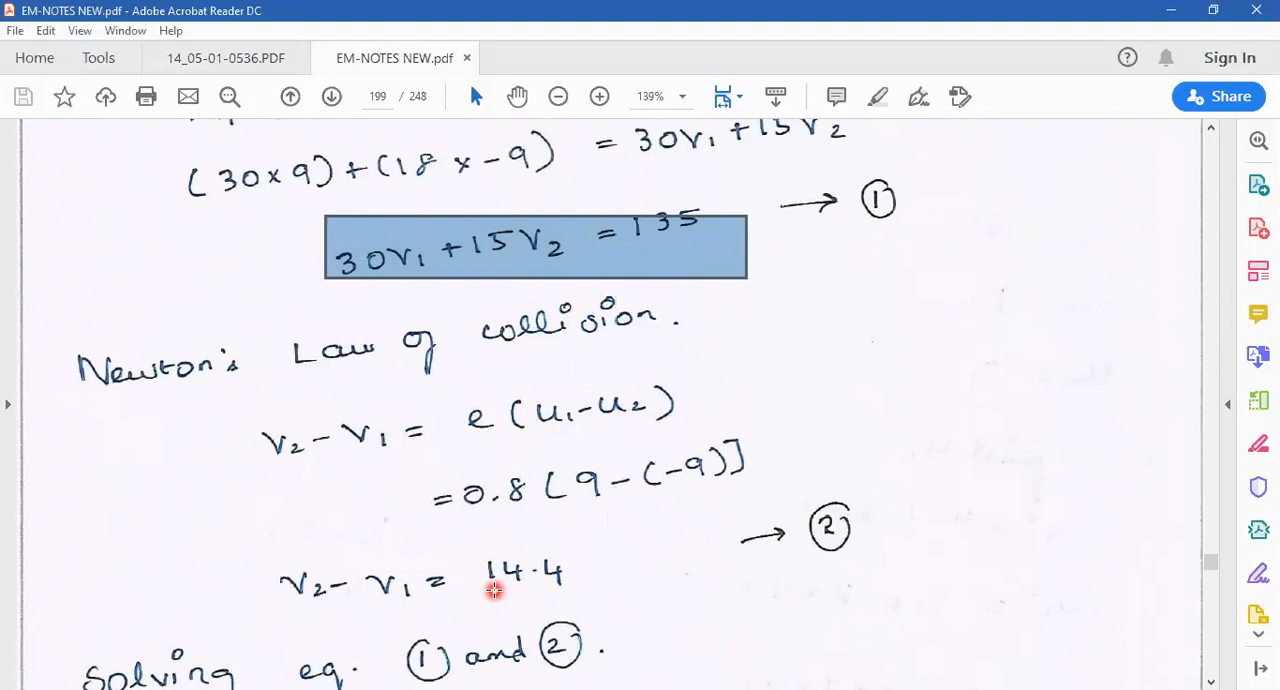 EM-NOTES NEW.pdf - Adobe Acrobat Reader DC
File Edit View Window Help
Home Tools 14_05-01-0536.PDF EM-NOTES NEW.pdf × Sign In
199 / 248 139% Share
= 30V1 + 15V2
(30×9) + (18 × -9)
→ ①
30V1 + 15V2 = 135
Newton's Law of collision.
V2 - V1 = e (u1 - u2)
= 0.8 [9 - (-9)]
→ ②
V2 - V1 = 14.4
Solving eq. ① and ②.